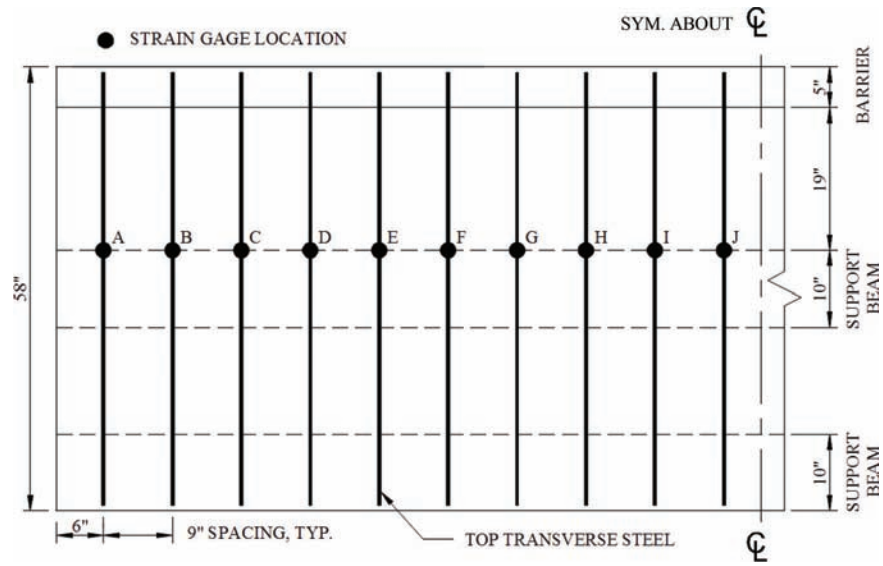 SYM. ABOUT ℄
STRAIN GAGE LOCATION
5"
BARRIER
19"
A B C D E F G H I J
58"
10"
SUPPORT
BEAM
10"
SUPPORT
BEAM
6"
9" SPACING, TYP.
TOP TRANSVERSE STEEL
℄